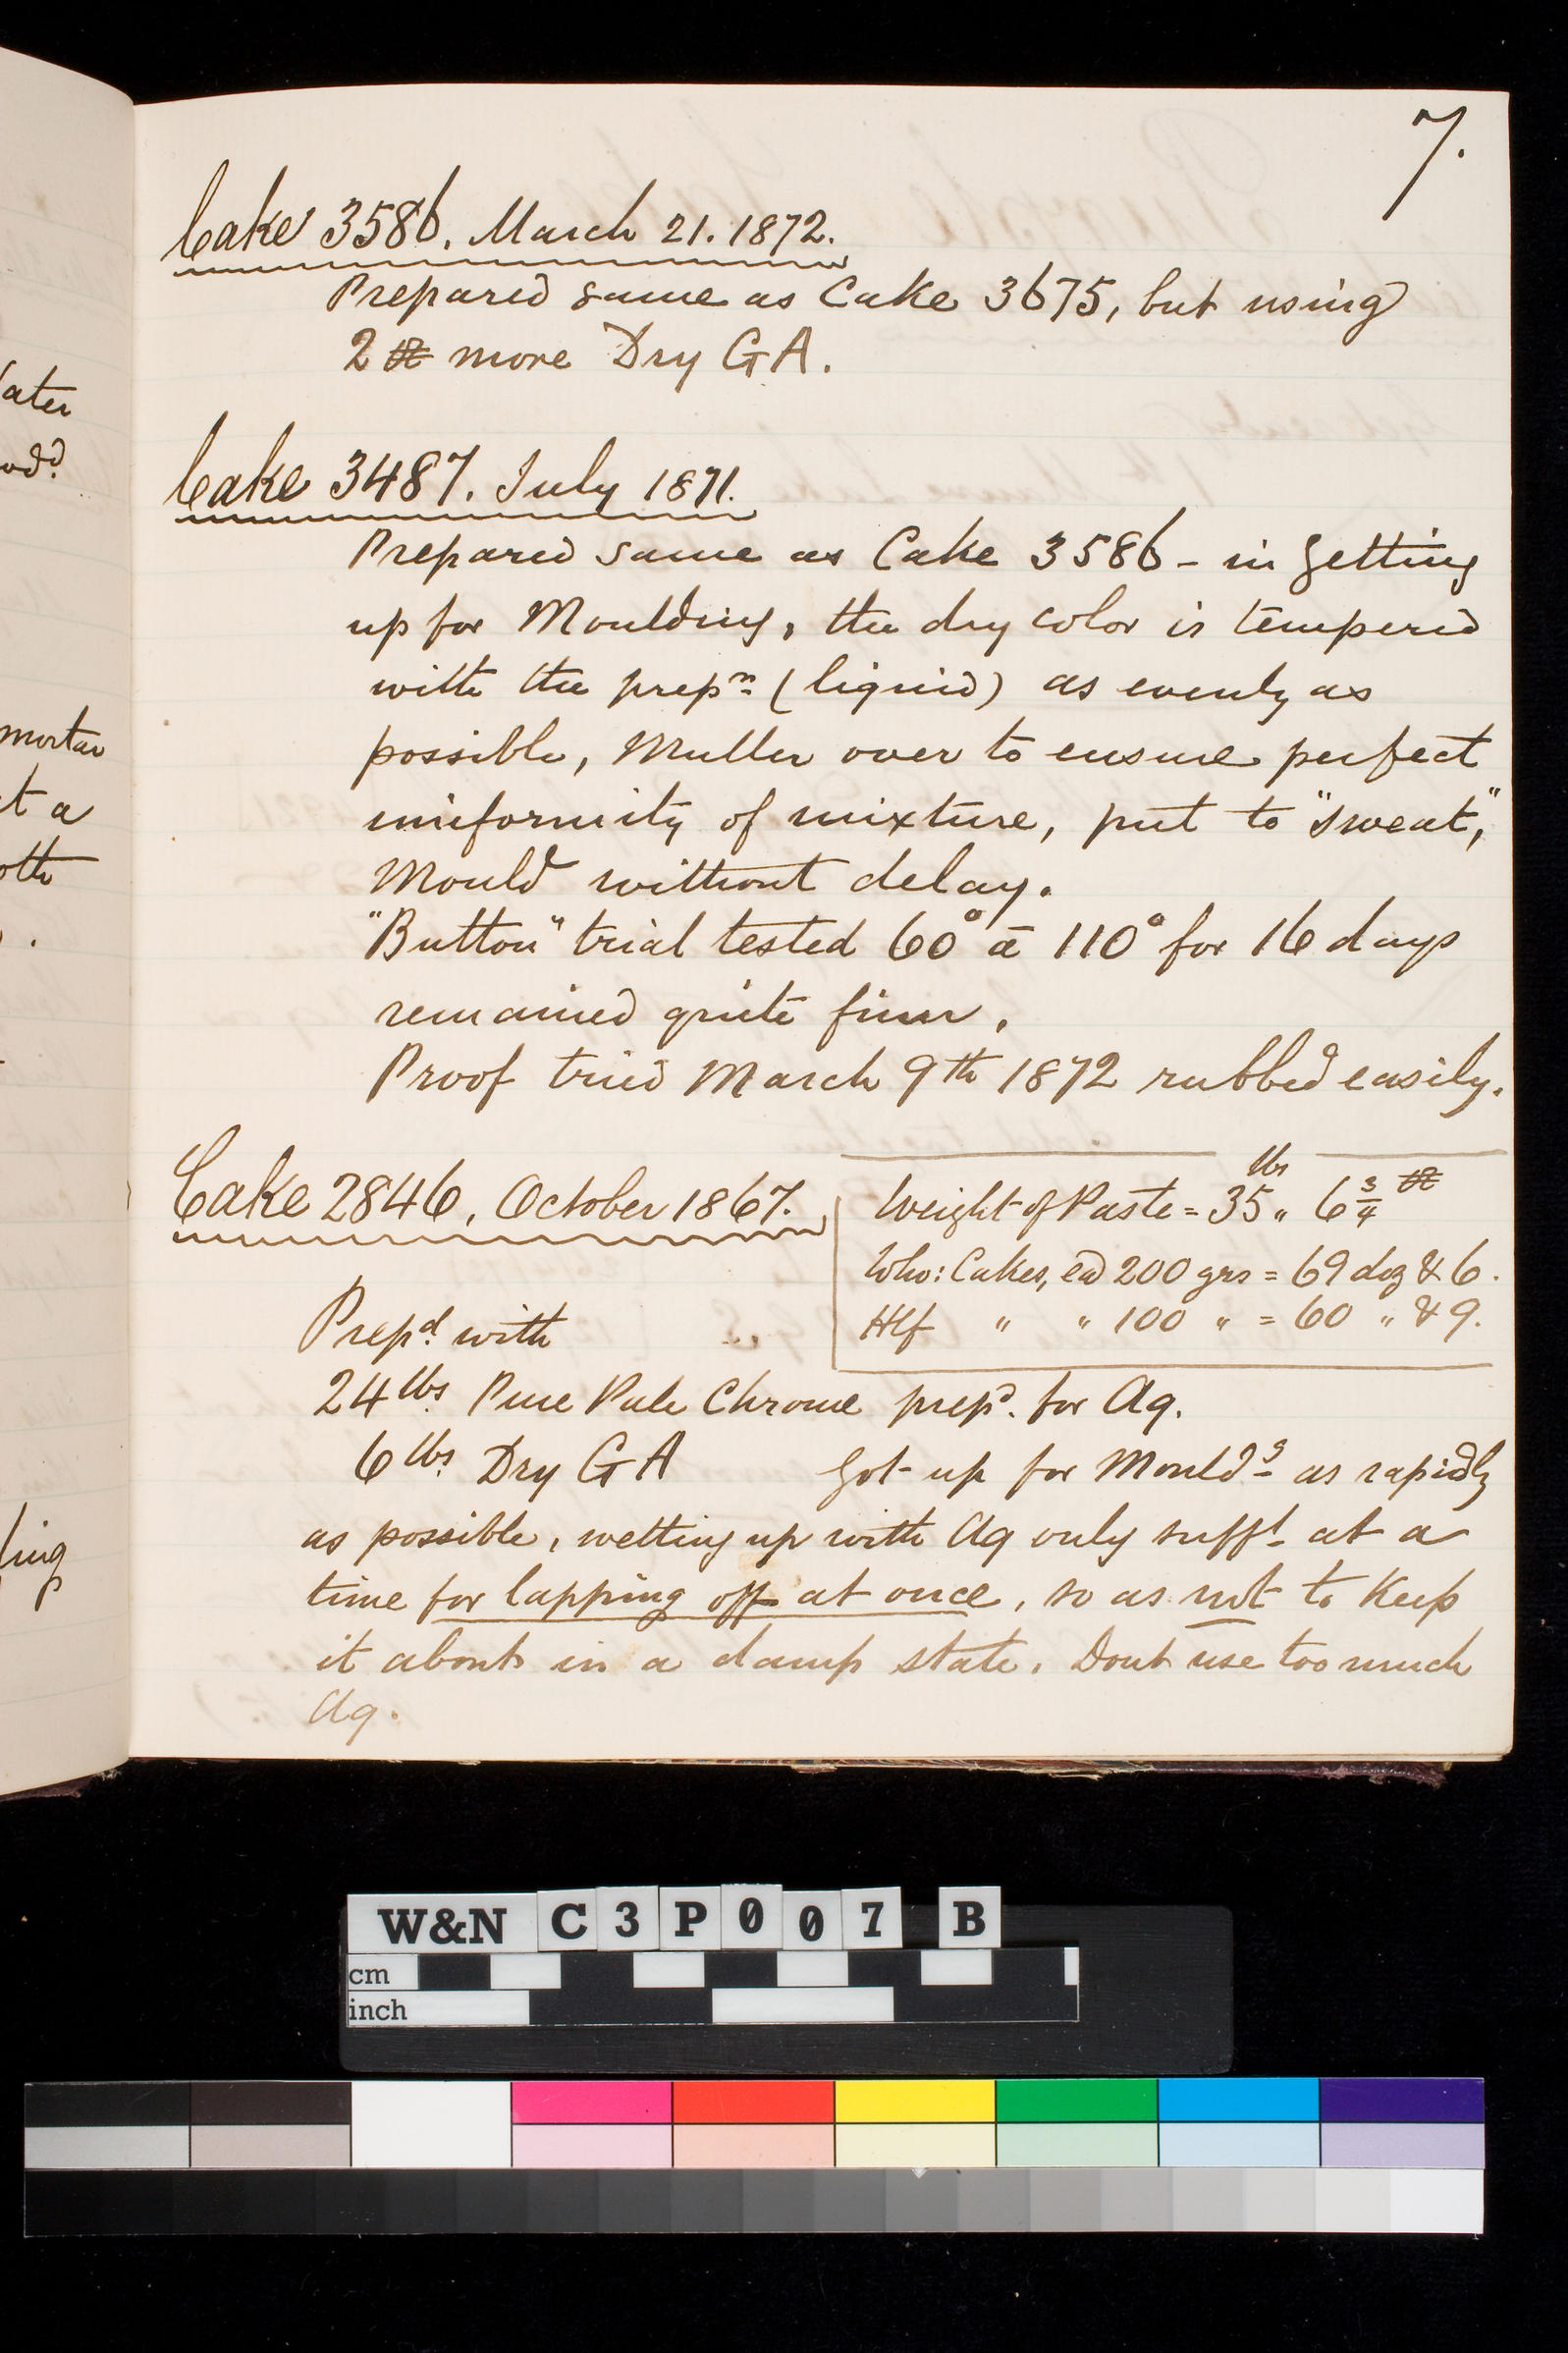 7.
Cake 3586. March 21. 1872.
Prepared same as Cake 3675, but using
2 ℔ more Dry GA.
Cake 3487. July 1871.
Prepared same as Cake 3586 - in getting
up for Moulding, the dry color is tempered
with the prepn (liquid) as evenly as
possible, Muller over to ensure perfect
uniformity of mixture, put to "sweat,"
Mould without delay.
"Button" trial tested 60° a 110° for 16 days
remained quite firm.
Proof tried March 9th 1872 rubbed easily.
Cake 2846. October 1867.
Weight of Paste = 35 lbs „ 6 3/4 ℔
Who: Cakes, ea 200 grs = 69 doz & 6.
Hlf " " 100 " = 60 " & 9.
Prepd with
24 lbs Pure Pale Chrome prepd. for Aq.
6 lbs Dry GA Got up for Mouldg as rapidly
as possible, wetting up with Aq only sufft at a
time for lapping off at once, so as not to keep
it about in a damp state. Dont use too much
Aq.
ater
mortar
t a
oth
ling
W&N C3P007 B
cm
inch